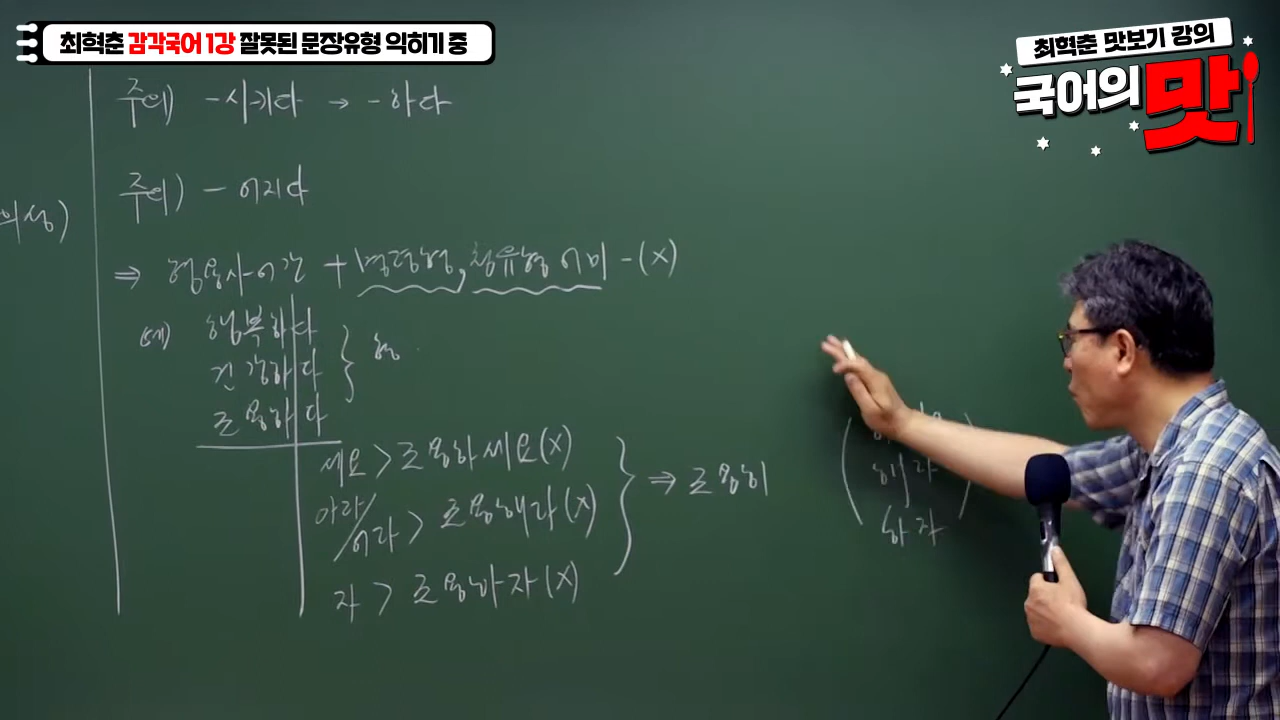 최혁춘 감각국어 1강 잘못된 문장유형 익히기 중
최혁춘 맛보기 강의
국어의 맛
주의) -시키다 → -하다
주의) - 어지다
의성)
⇒ 형용사 어간 + 명령형, 청유형 어미 -(X)
예) 행복하다
건강하다 } 형
조용하다
세요 > 조용하세요(X)
아라/어라 > 조용해라(X) } ⇒ 조용히
자 > 조용하자(X)
해라
하자